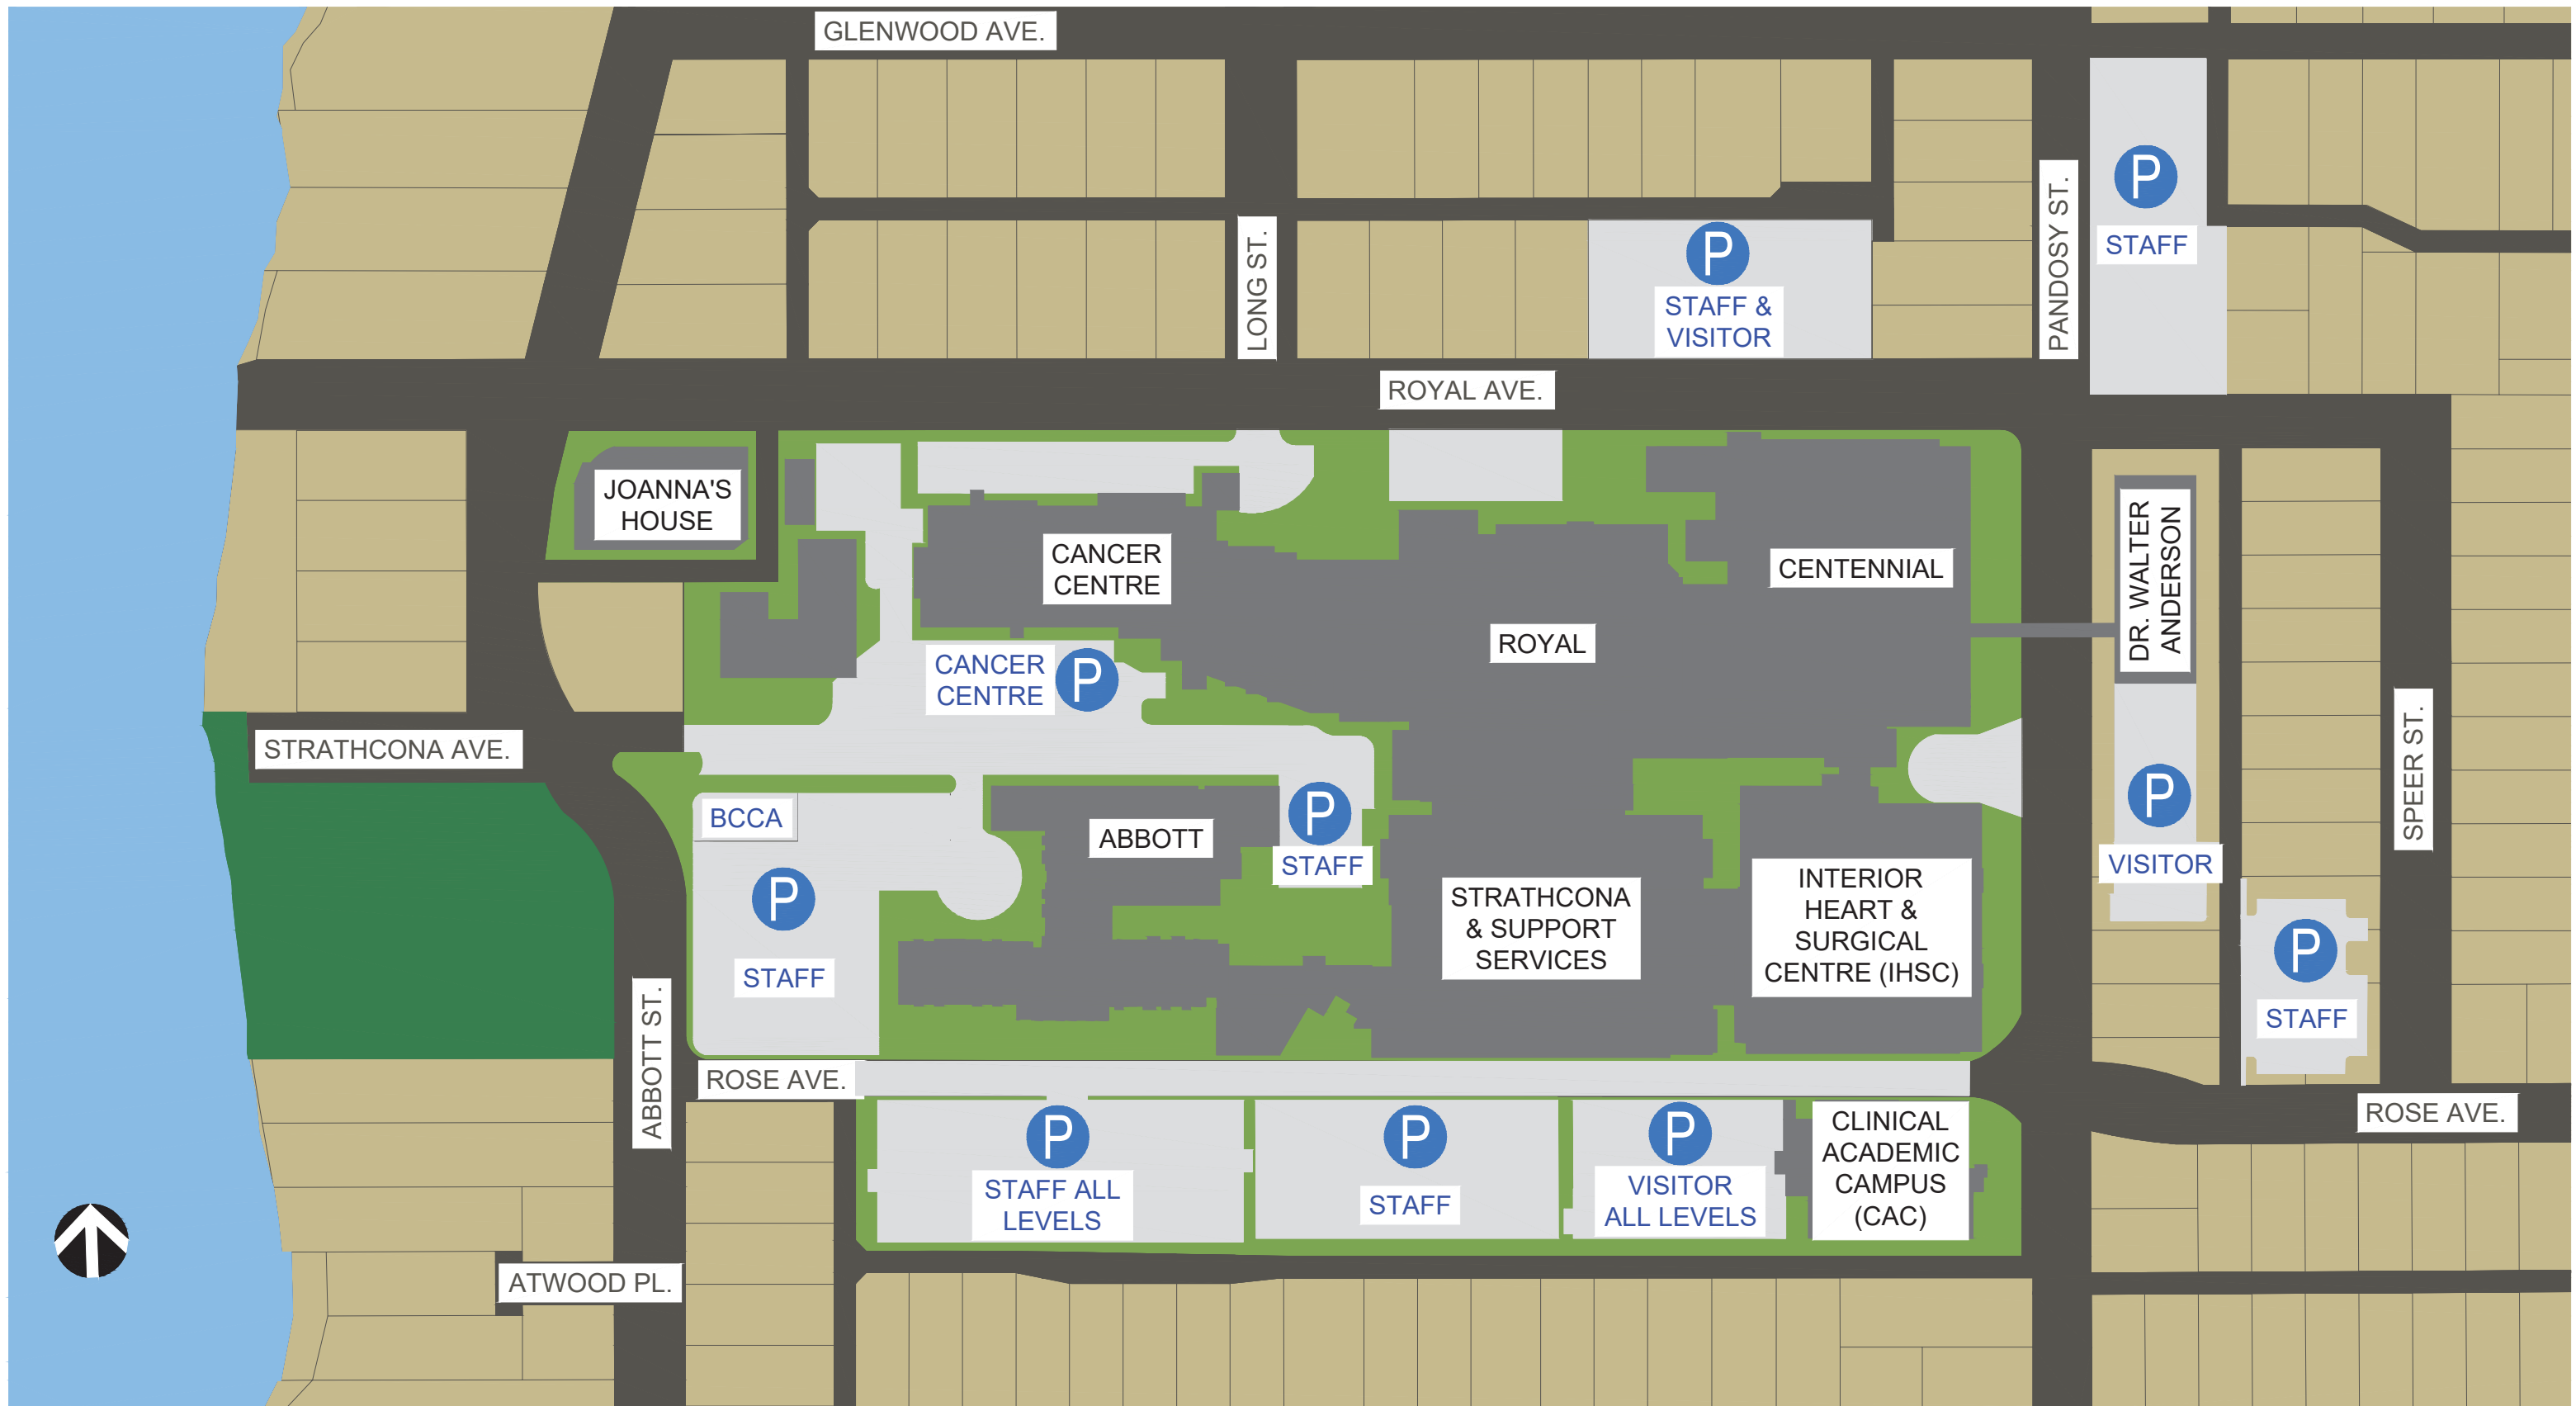 GLENWOOD AVE.
P
STAFF
LONG ST.
PANDOSY ST.
P
STAFF &
VISITOR
ROYAL AVE.
JOANNA'S
HOUSE
CANCER
CENTRE
CENTENNIAL
DR. WALTER
ANDERSON
ROYAL
CANCER
CENTRE
P
STRATHCONA AVE.
SPEER ST.
P
VISITOR
BCCA
ABBOTT
P
STAFF
P
STAFF
STRATHCONA
& SUPPORT
SERVICES
INTERIOR
HEART &
SURGICAL
CENTRE (IHSC)
P
STAFF
ABBOTT ST.
ROSE AVE.
ROSE AVE.
P
STAFF ALL
LEVELS
P
STAFF
P
VISITOR
ALL LEVELS
CLINICAL
ACADEMIC
CAMPUS
(CAC)
ATWOOD PL.